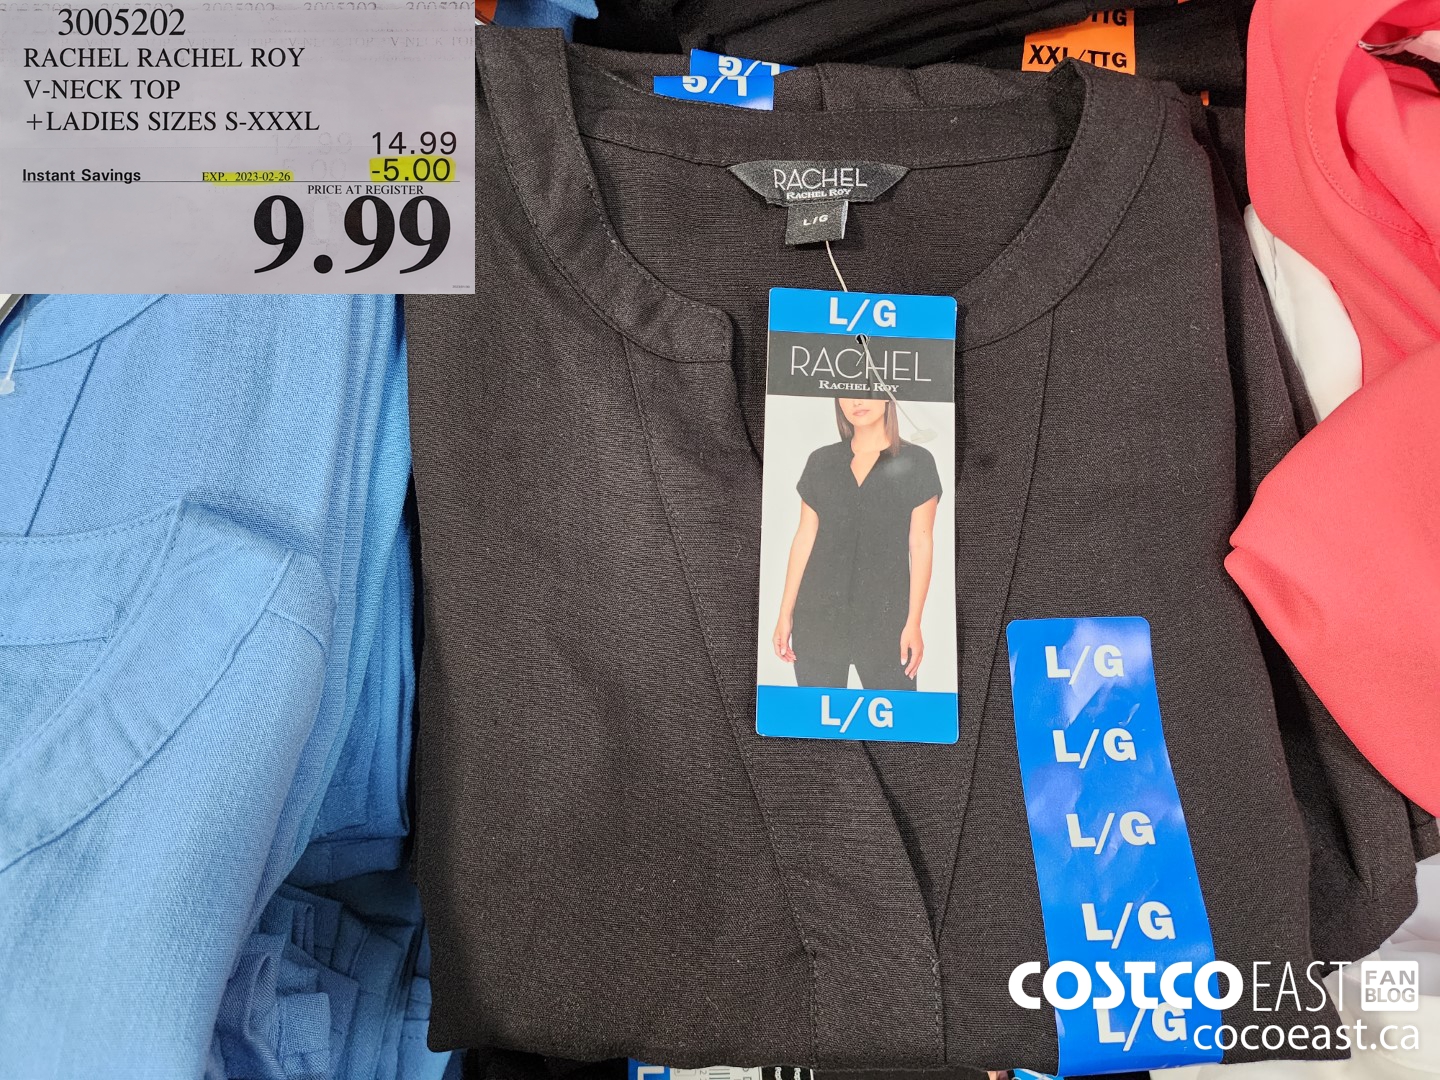 3005202
RACHEL RACHEL ROY
V-NECK TOP
+LADIES SIZES S-XXXL
14.99
Instant Savings EXP. 2023-02-26 -5.00
PRICE AT REGISTER
9.99
L/G
L/G
XXL/TTG
RACHEL
RACHEL ROY
L/G
L/G
RACHEL
RACHEL ROY
L/G
L/G
L/G
L/G
L/G
L/G
COSTCO EAST FAN BLOG
cocoeast.ca